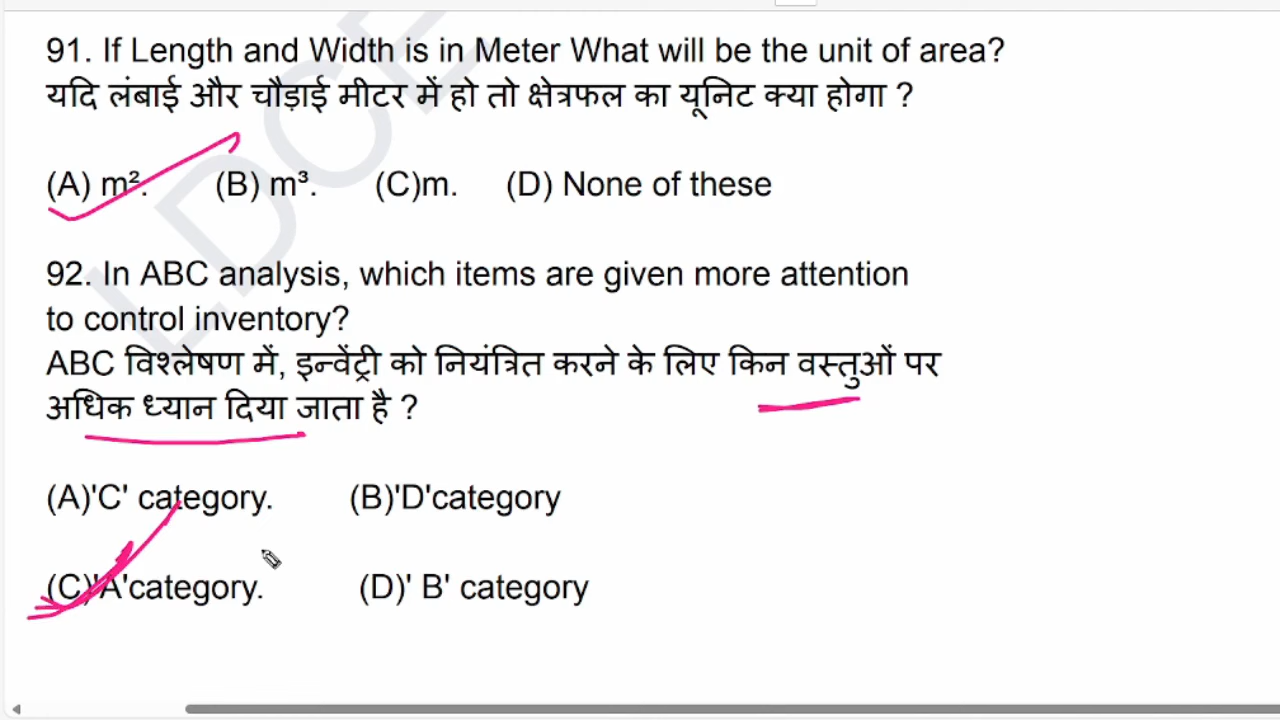 91. If Length and Width is in Meter What will be the unit of area?
यदि लंबाई और चौड़ाई मीटर में हो तो क्षेत्रफल का यूनिट क्या होगा ?
(A) m². (B) m³. (C)m. (D) None of these
92. In ABC analysis, which items are given more attention
to control inventory?
ABC विश्लेषण में, इन्वेंट्री को नियंत्रित करने के लिए किन वस्तुओं पर
अधिक ध्यान दिया जाता है ?
(A)'C' category. (B)'D'category
(C)'A'category. (D)' B' category
LDCE